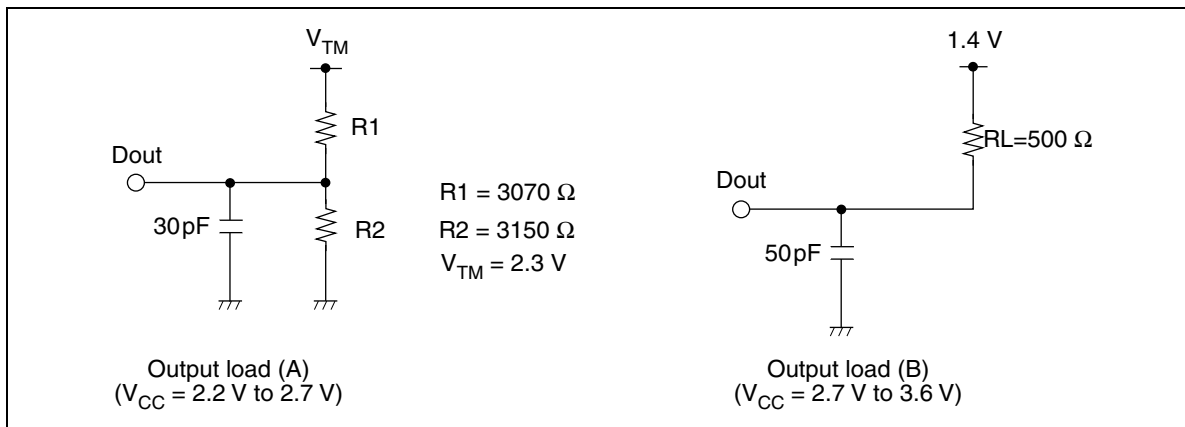 V_TM
R1
Dout
30pF
R2
R1 = 3070 Ω
R2 = 3150 Ω
V_TM = 2.3 V
Output load (A)
(V_CC = 2.2 V to 2.7 V)
1.4 V
RL=500 Ω
Dout
50pF
Output load (B)
(V_CC = 2.7 V to 3.6 V)